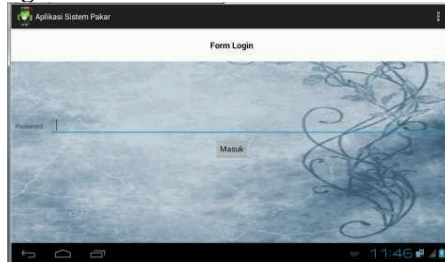 Aplikasi Sistem Pakar
Form Login
Password
Masuk
11:46